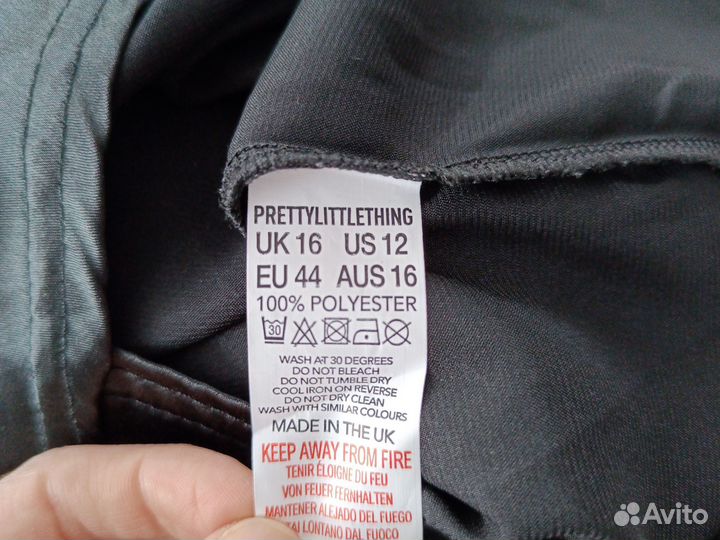 PRETTYLITTLETHING
UK 16 US 12
EU 44 AUS 16
100% POLYESTER
30
WASH AT 30 DEGREES
DO NOT BLEACH
DO NOT TUMBLE DRY
COOL IRON ON REVERSE
DO NOT DRY CLEAN
WASH WITH SIMILAR COLOURS
MADE IN THE UK
KEEP AWAY FROM FIRE
TENIR ÉLOIGNE DU FEU
VON FEUER FERNHALTEN
MANTENER ALEJADO DEL FUEGO
LONTANO DAL FUOCO
Avito